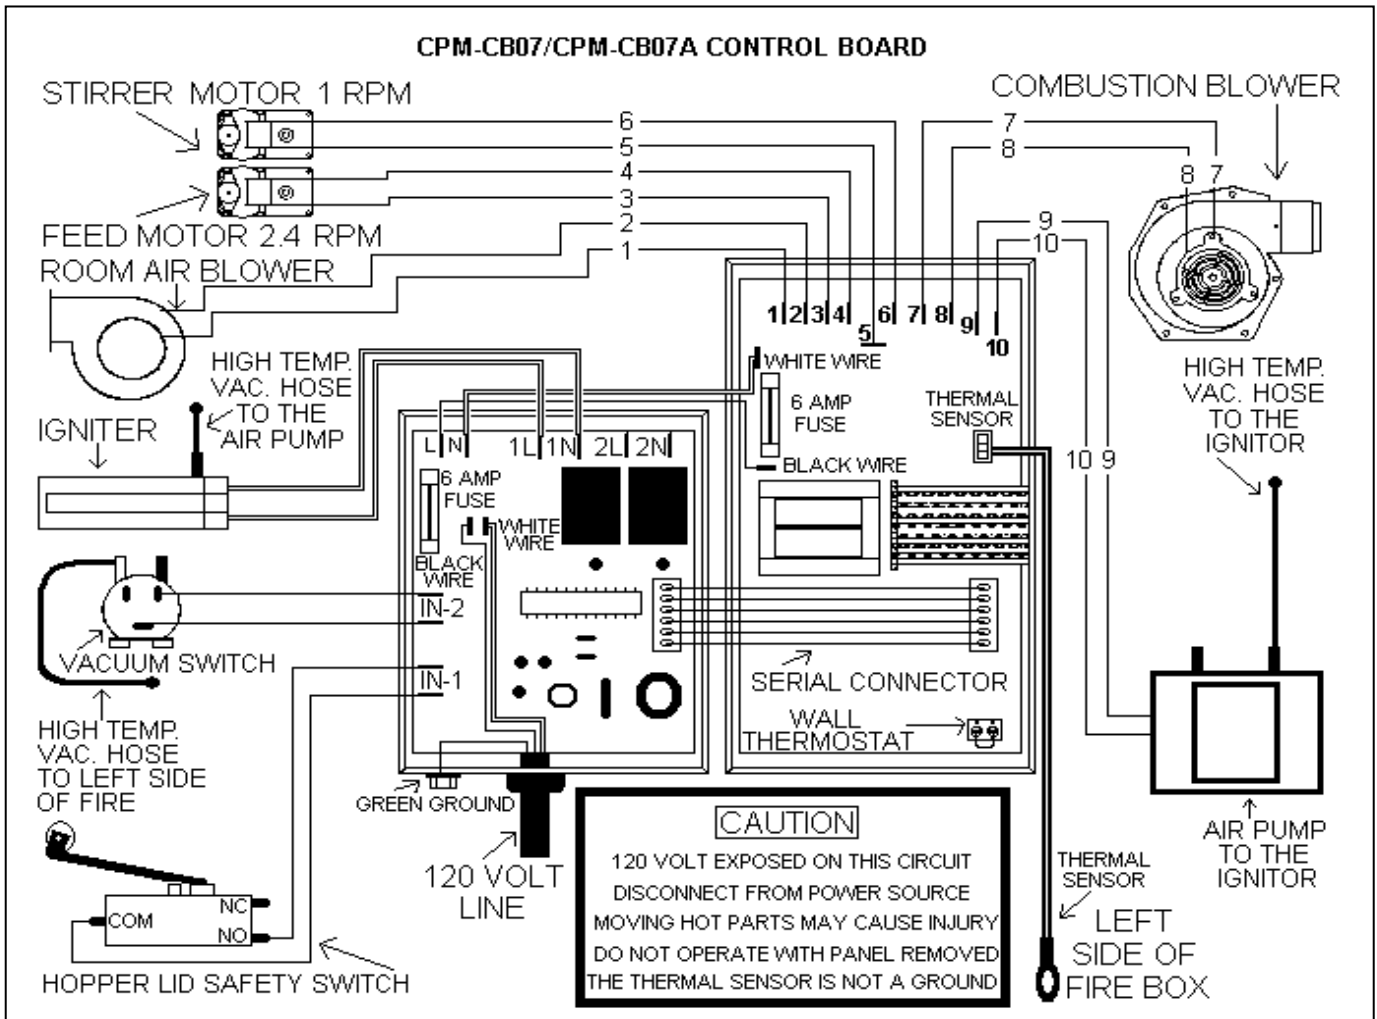 CPM-CB07/CPM-CB07A CONTROL BOARD
STIRRER MOTOR 1 RPM
COMBUSTION BLOWER
6
5
4
3
2
1
7
8
8 7
9
10
FEED MOTOR 2.4 RPM
ROOM AIR BLOWER
1 2 3 4 5 6 7 8 9 10
HIGH TEMP.
VAC. HOSE
TO THE
AIR PUMP
IGNITER
WHITE WIRE
6 AMP
FUSE
BLACK WIRE
THERMAL
SENSOR
HIGH TEMP.
VAC. HOSE
TO THE
IGNITOR
10 9
L N 1L 1N 2L 2N
6 AMP
FUSE
WHITE
WIRE
BLACK
WIRE
IN-2
IN-1
VACUUM SWITCH
SERIAL CONNECTOR
WALL
THERMOSTAT
HIGH TEMP.
VAC. HOSE
TO LEFT SIDE
OF FIRE
GREEN GROUND
120 VOLT
LINE
CAUTION
120 VOLT EXPOSED ON THIS CIRCUIT
DISCONNECT FROM POWER SOURCE
MOVING HOT PARTS MAY CAUSE INJURY
DO NOT OPERATE WITH PANEL REMOVED
THE THERMAL SENSOR IS NOT A GROUND
AIR PUMP
TO THE
IGNITOR
THERMAL
SENSOR
LEFT
SIDE OF
FIRE BOX
NC
COM
NO
HOPPER LID SAFETY SWITCH